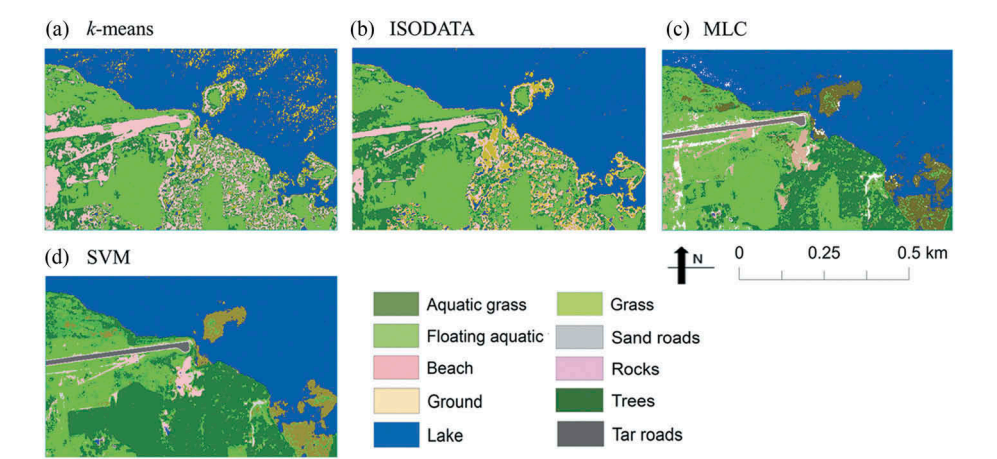 (a) k-means
(b) ISODATA
(c) MLC
(d) SVM
N
0 0.25 0.5 km
Aquatic grass
Floating aquatic
Beach
Ground
Lake
Grass
Sand roads
Rocks
Trees
Tar roads